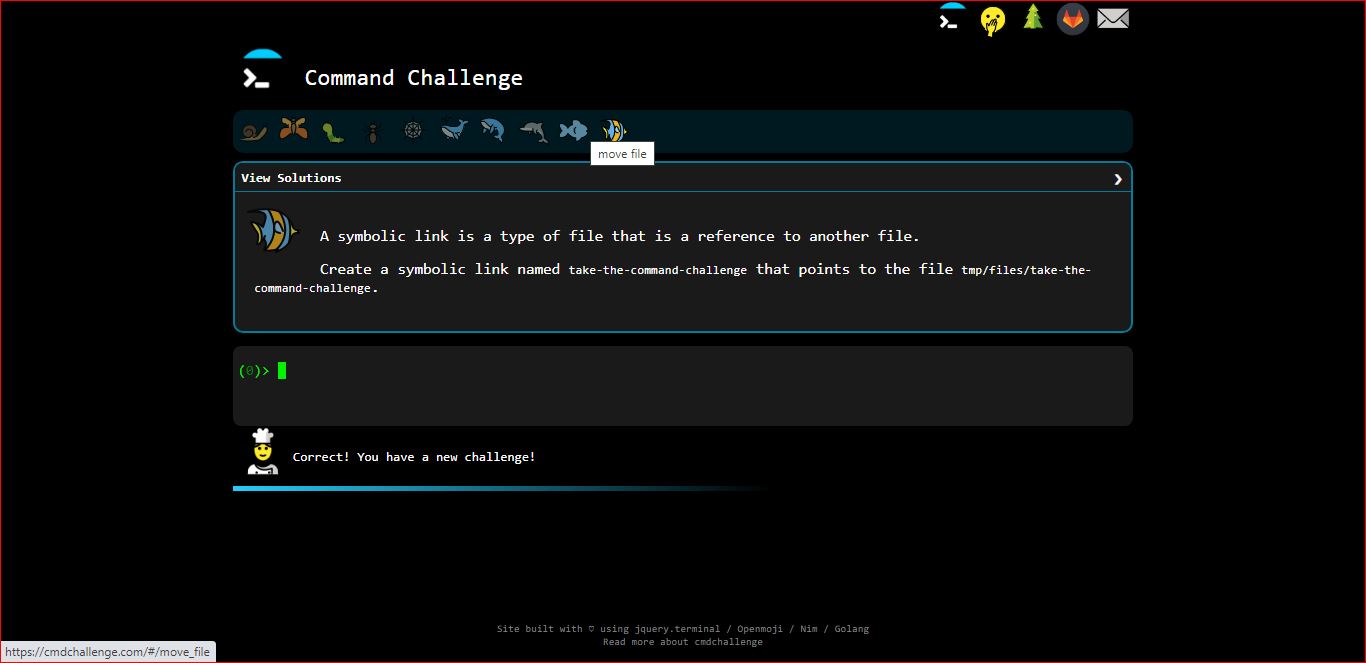 Command Challenge
move file
View Solutions
A symbolic link is a type of file that is a reference to another file.
Create a symbolic link named take-the-command-challenge that points to the file tmp/files/take-the-
command-challenge.
(0)>
Correct! You have a new challenge!
Site built with ♡ using jquery.terminal / Openmoji / Nim / Golang
Read more about cmdchallenge
https://cmdchallenge.com/#/move_file